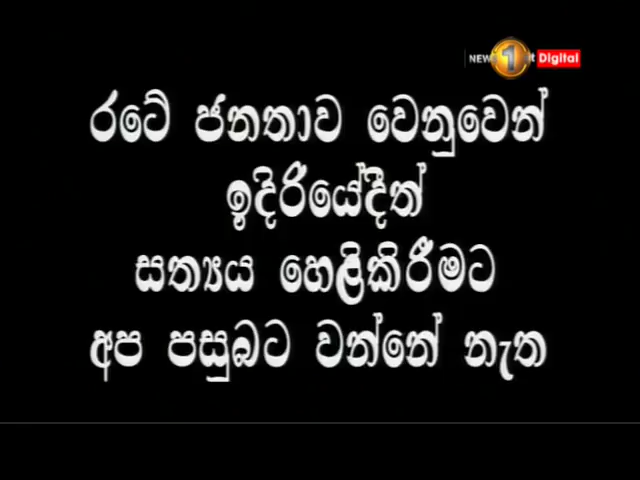 NEWS 1st Digital
රටේ ජනතාව වෙනුවෙන්
ඉදිරියේදීත්
සත්‍යය හෙළිකිරීමට
අප පසුබට වන්නේ නැත